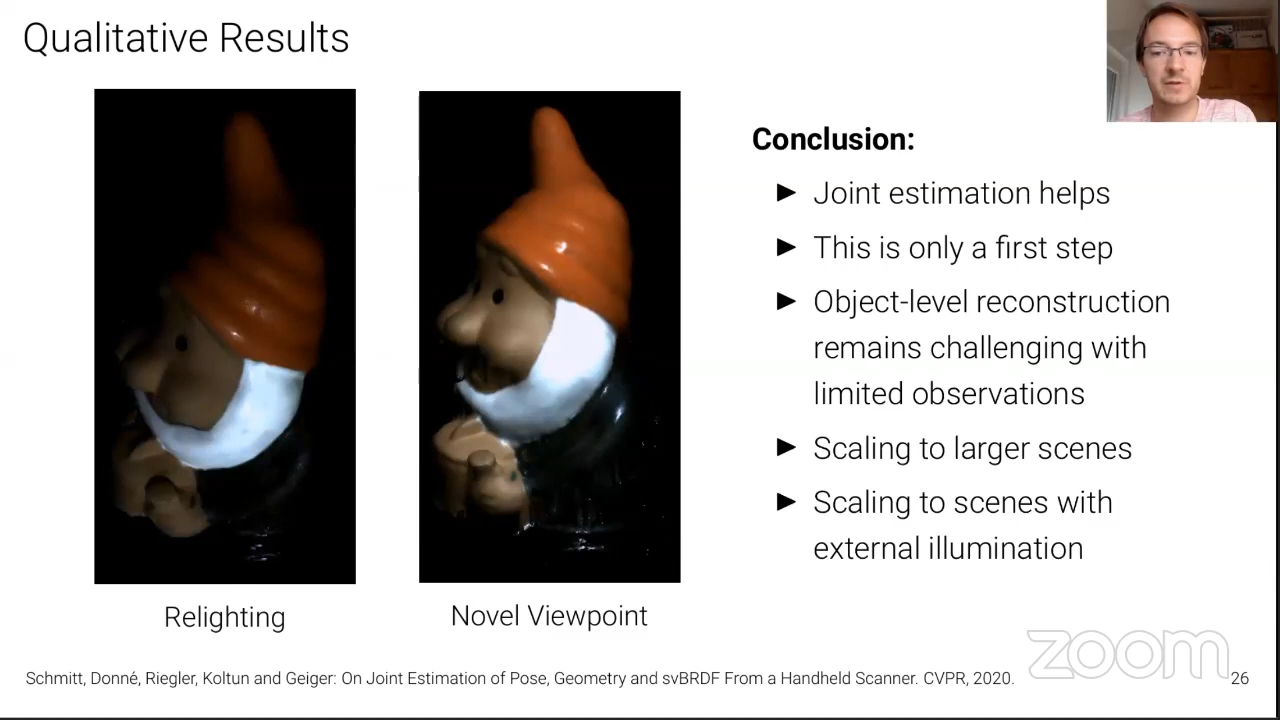 Qualitative Results
Conclusion:
► Joint estimation helps
► This is only a first step
► Object-level reconstruction
remains challenging with
limited observations
► Scaling to larger scenes
► Scaling to scenes with
external illumination
Relighting
Novel Viewpoint
zoom
Schmitt, Donné, Riegler, Koltun and Geiger: On Joint Estimation of Pose, Geometry and svBRDF From a Handheld Scanner. CVPR, 2020.
26